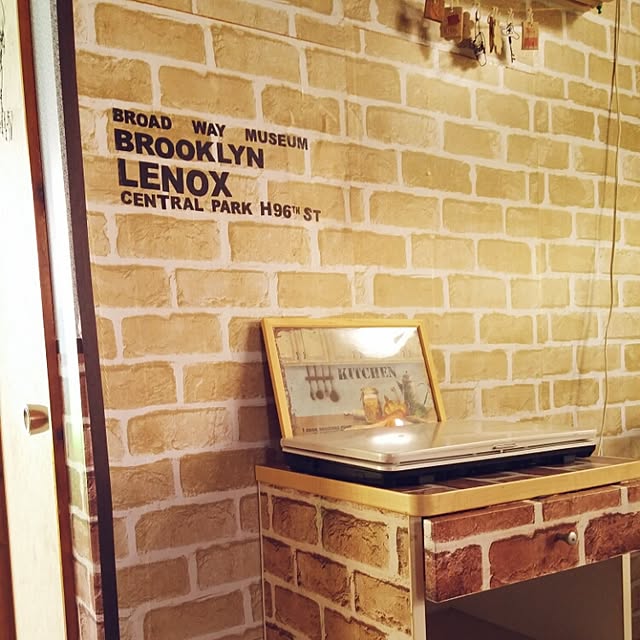 BROAD WAY MUSEUM
BROOKLYN
LENOX
CENTRAL PARK H96TH ST
KITCHEN